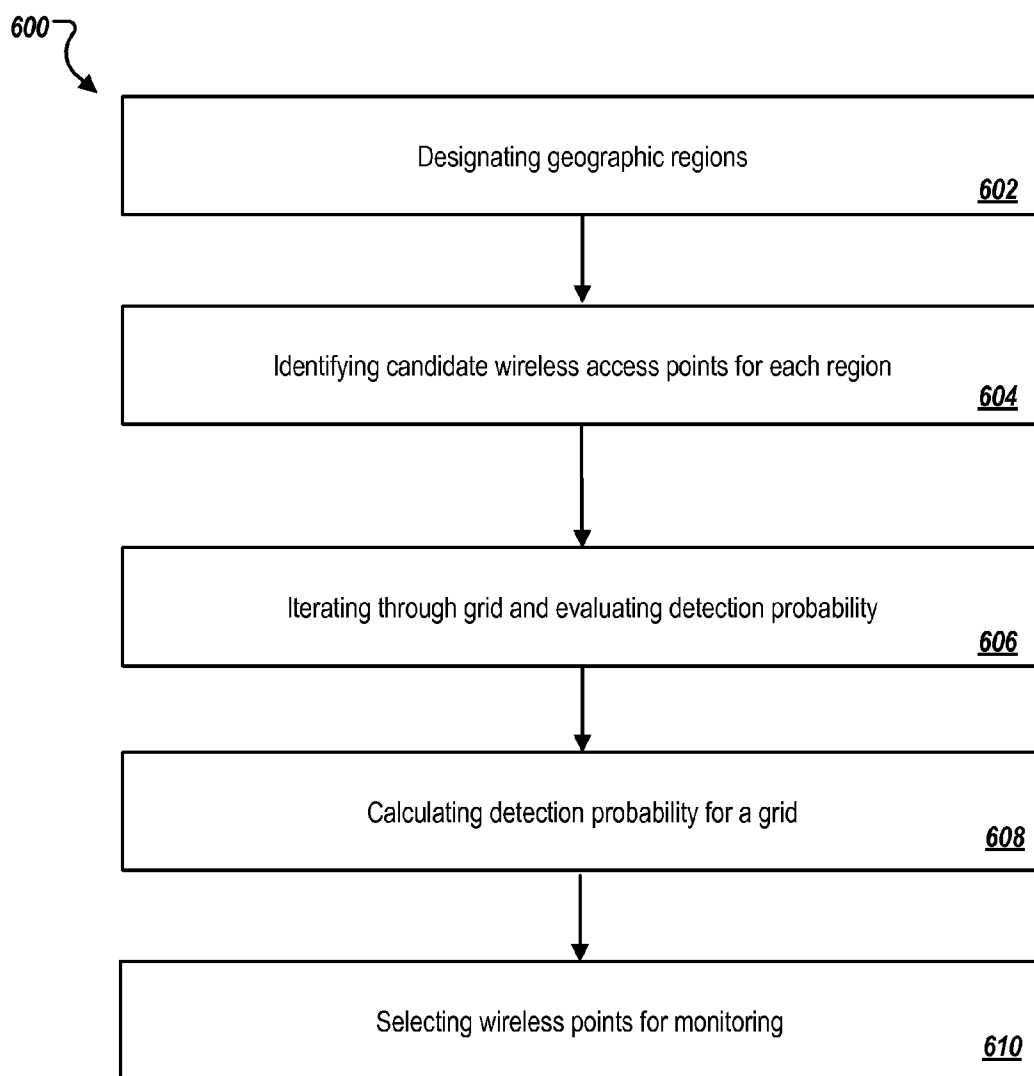 600
Designating geographic regions
602
Identifying candidate wireless access points for each region
604
Iterating through grid and evaluating detection probability
606
Calculating detection probability for a grid
608
Selecting wireless points for monitoring
610